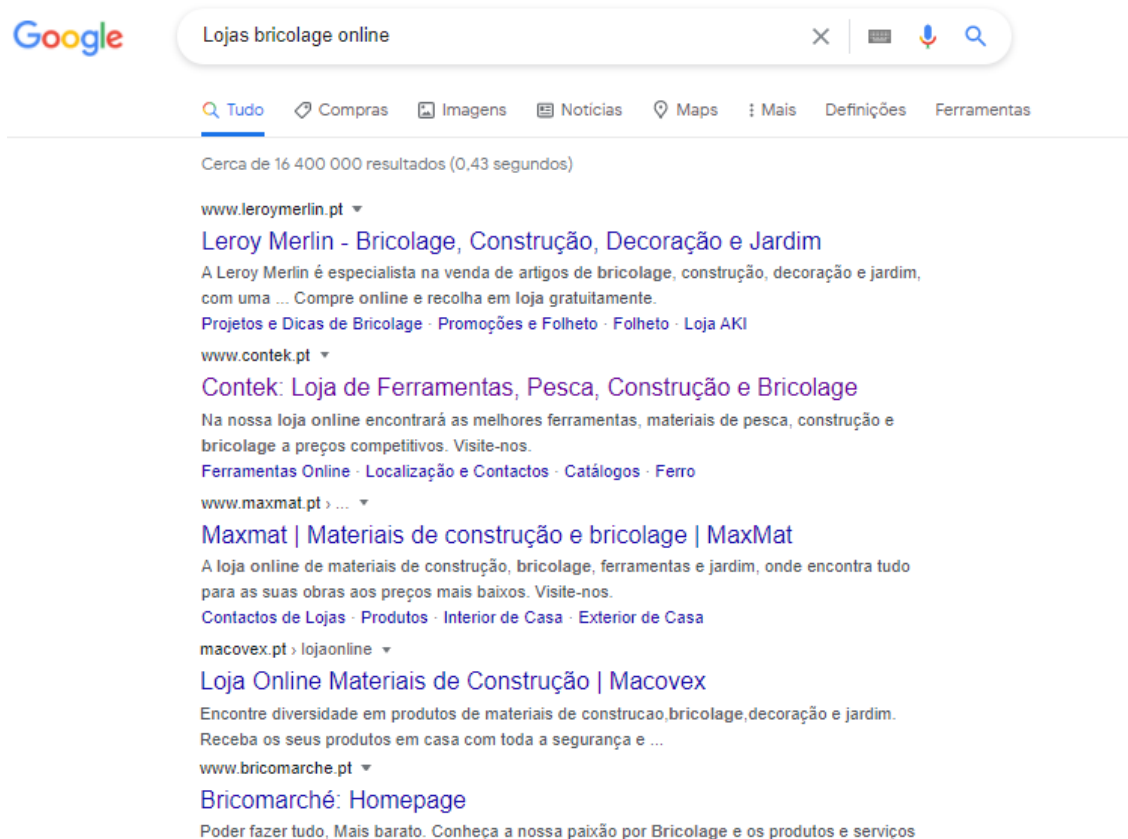 Google
Lojas bricolage online
Tudo Compras Imagens Notícias Maps Mais Definições Ferramentas
Cerca de 16 400 000 resultados (0,43 segundos)
www.leroymerlin.pt
Leroy Merlin - Bricolage, Construção, Decoração e Jardim
A Leroy Merlin é especialista na venda de artigos de bricolage, construção, decoração e jardim,
com uma ... Compre online e recolha em loja gratuitamente.
Projetos e Dicas de Bricolage · Promoções e Folheto · Folheto · Loja AKI
www.contek.pt
Contek: Loja de Ferramentas, Pesca, Construção e Bricolage
Na nossa loja online encontrará as melhores ferramentas, materiais de pesca, construção e
bricolage a preços competitivos. Visite-nos.
Ferramentas Online · Localização e Contactos · Catálogos · Ferro
www.maxmat.pt › ...
Maxmat | Materiais de construção e bricolage | MaxMat
A loja online de materiais de construção, bricolage, ferramentas e jardim, onde encontra tudo
para as suas obras aos preços mais baixos. Visite-nos.
Contactos de Lojas · Produtos · Interior de Casa · Exterior de Casa
macovex.pt › lojaonline
Loja Online Materiais de Construção | Macovex
Encontre diversidade em produtos de materiais de construcao,bricolage,decoração e jardim.
Receba os seus produtos em casa com toda a segurança e ...
www.bricomarche.pt
Bricomarché: Homepage
Poder fazer tudo, Mais barato. Conheça a nossa paixão por Bricolage e os produtos e serviços